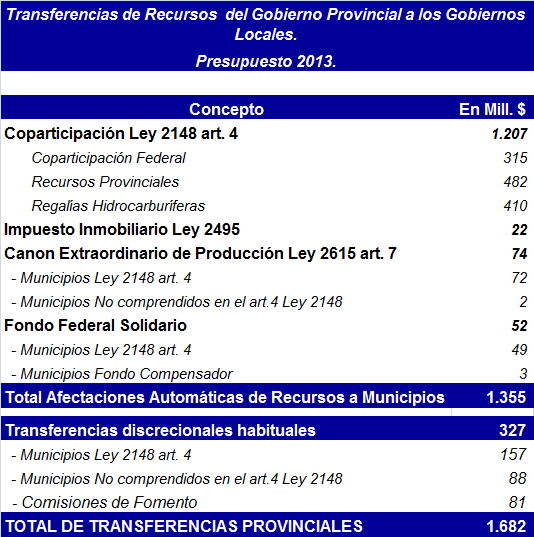 Transferencias de Recursos del Gobierno Provincial a los Gobiernos
Locales.
Presupuesto 2013.
Concepto En Mill. $
Coparticipación Ley 2148 art. 4 1.207
Coparticipación Federal 315
Recursos Provinciales 482
Regalìas Hidrocarburíferas 410
Impuesto Inmobiliario Ley 2495 22
Canon Extraordinario de Producción Ley 2615 art. 7 74
- Municipios Ley 2148 art. 4 72
- Municipios No comprendidos en el art.4 Ley 2148 2
Fondo Federal Solidario 52
- Municipios Ley 2148 art. 4 49
- Municipios Fondo Compensador 3
Total Afectaciones Automáticas de Recursos a Municipios 1.355
Transferencias discrecionales habituales 327
- Municipios Ley 2148 art. 4 157
- Municipios No comprendidos en el art.4 Ley 2148 88
- Comisiones de Fomento 81
TOTAL DE TRANSFERENCIAS PROVINCIALES 1.682